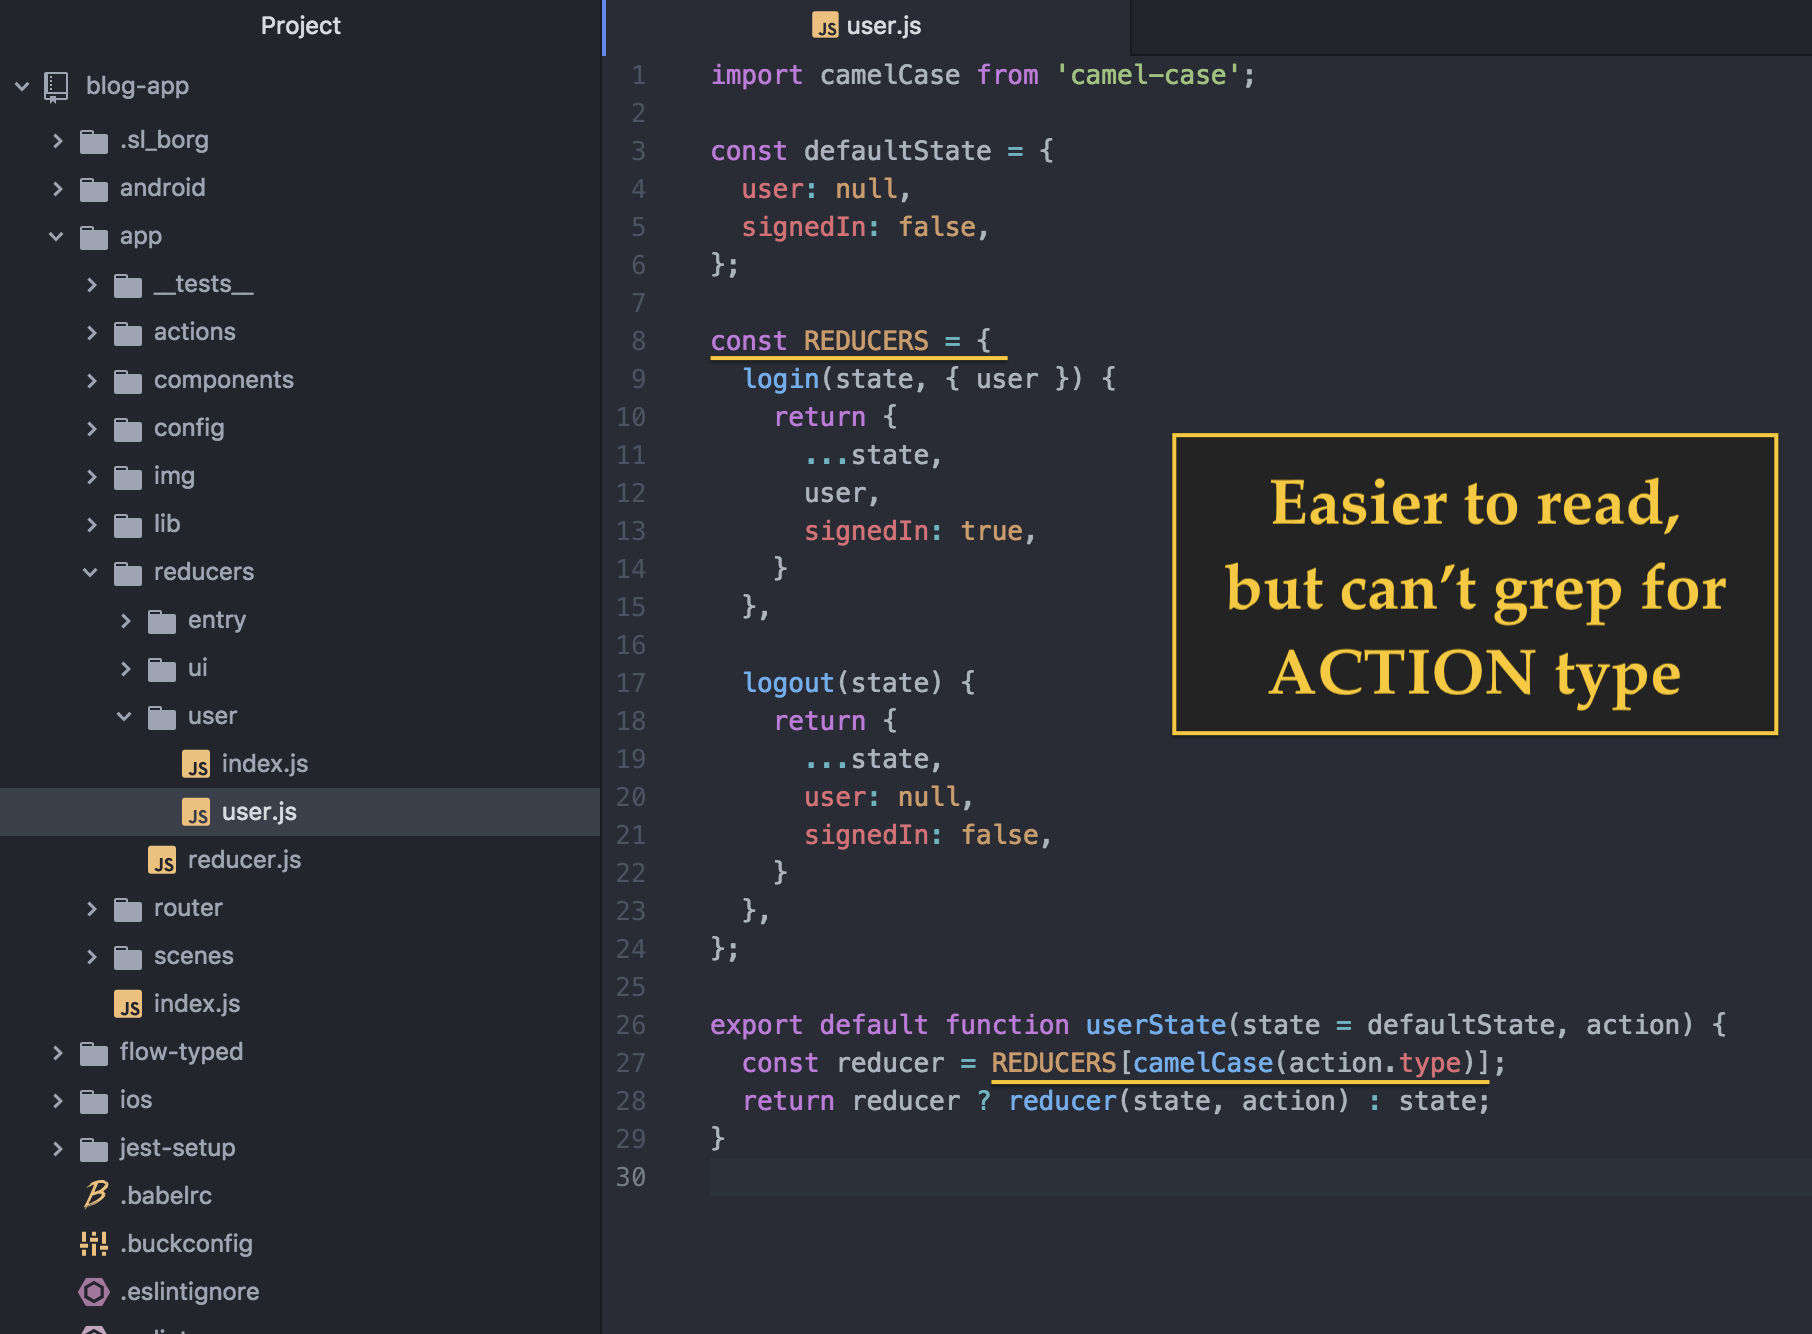 Project
blog-app
.sl_borg
android
app
__tests__
actions
components
config
img
lib
reducers
entry
ui
user
JS index.js
JS user.js
JS reducer.js
router
scenes
JS index.js
flow-typed
ios
jest-setup
.babelrc
.buckconfig
.eslintignore
JS user.js
1 import camelCase from 'camel-case';
2
3 const defaultState = {
4   user: null,
5   signedIn: false,
6 };
7
8 const REDUCERS = {
9   login(state, { user }) {
10     return {
11       ...state,
12       user,
13       signedIn: true,
14     }
15   },
16
17   logout(state) {
18     return {
19       ...state,
20       user: null,
21       signedIn: false,
22     }
23   },
24 };
25
26 export default function userState(state = defaultState, action) {
27   const reducer = REDUCERS[camelCase(action.type)];
28   return reducer ? reducer(state, action) : state;
29 }
30
Easier to read,
but can’t grep for
ACTION type